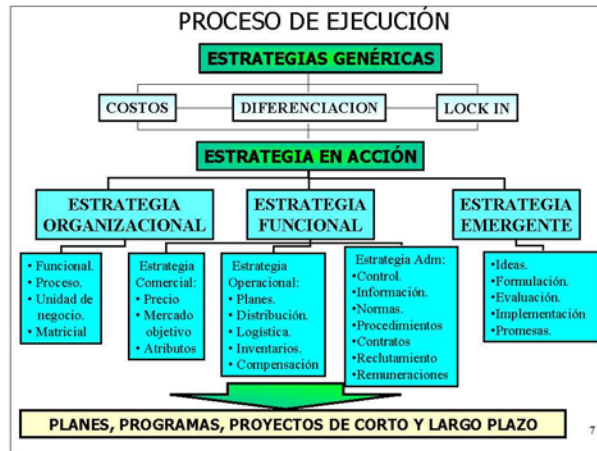 PROCESO DE EJECUCIÓN
ESTRATEGIAS GENÉRICAS
COSTOS
DIFERENCIACION
LOCK IN
ESTRATEGIA EN ACCIÓN
ESTRATEGIA
ORGANIZACIONAL
ESTRATEGIA
FUNCIONAL
ESTRATEGIA
EMERGENTE
•Funcional.
•Proceso.
•Unidad de
negocio.
•Matricial
Estrategia
Comercial:
•Precio
•Mercado
objetivo
•Atributos
Estrategia
Operacional:
•Planes.
•Distribución.
•Logística.
•Inventarios.
•Compensación
Estrategia Adm:
•Control.
•Información.
•Normas.
•Procedimientos
•Contratos
•Reclutamiento
•Remuneraciones
•Ideas.
•Formulación.
•Evaluación.
•Implementación
•Promesas.
PLANES, PROGRAMAS, PROYECTOS DE CORTO Y LARGO PLAZO
7